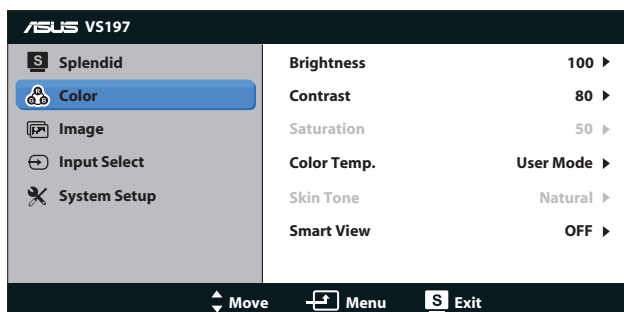 ASUS VS197
S Splendid
Color
Image
Input Select
System Setup
Brightness 100
Contrast 80
Saturation 50
Color Temp. User Mode
Skin Tone Natural
Smart View OFF
Move Menu S Exit